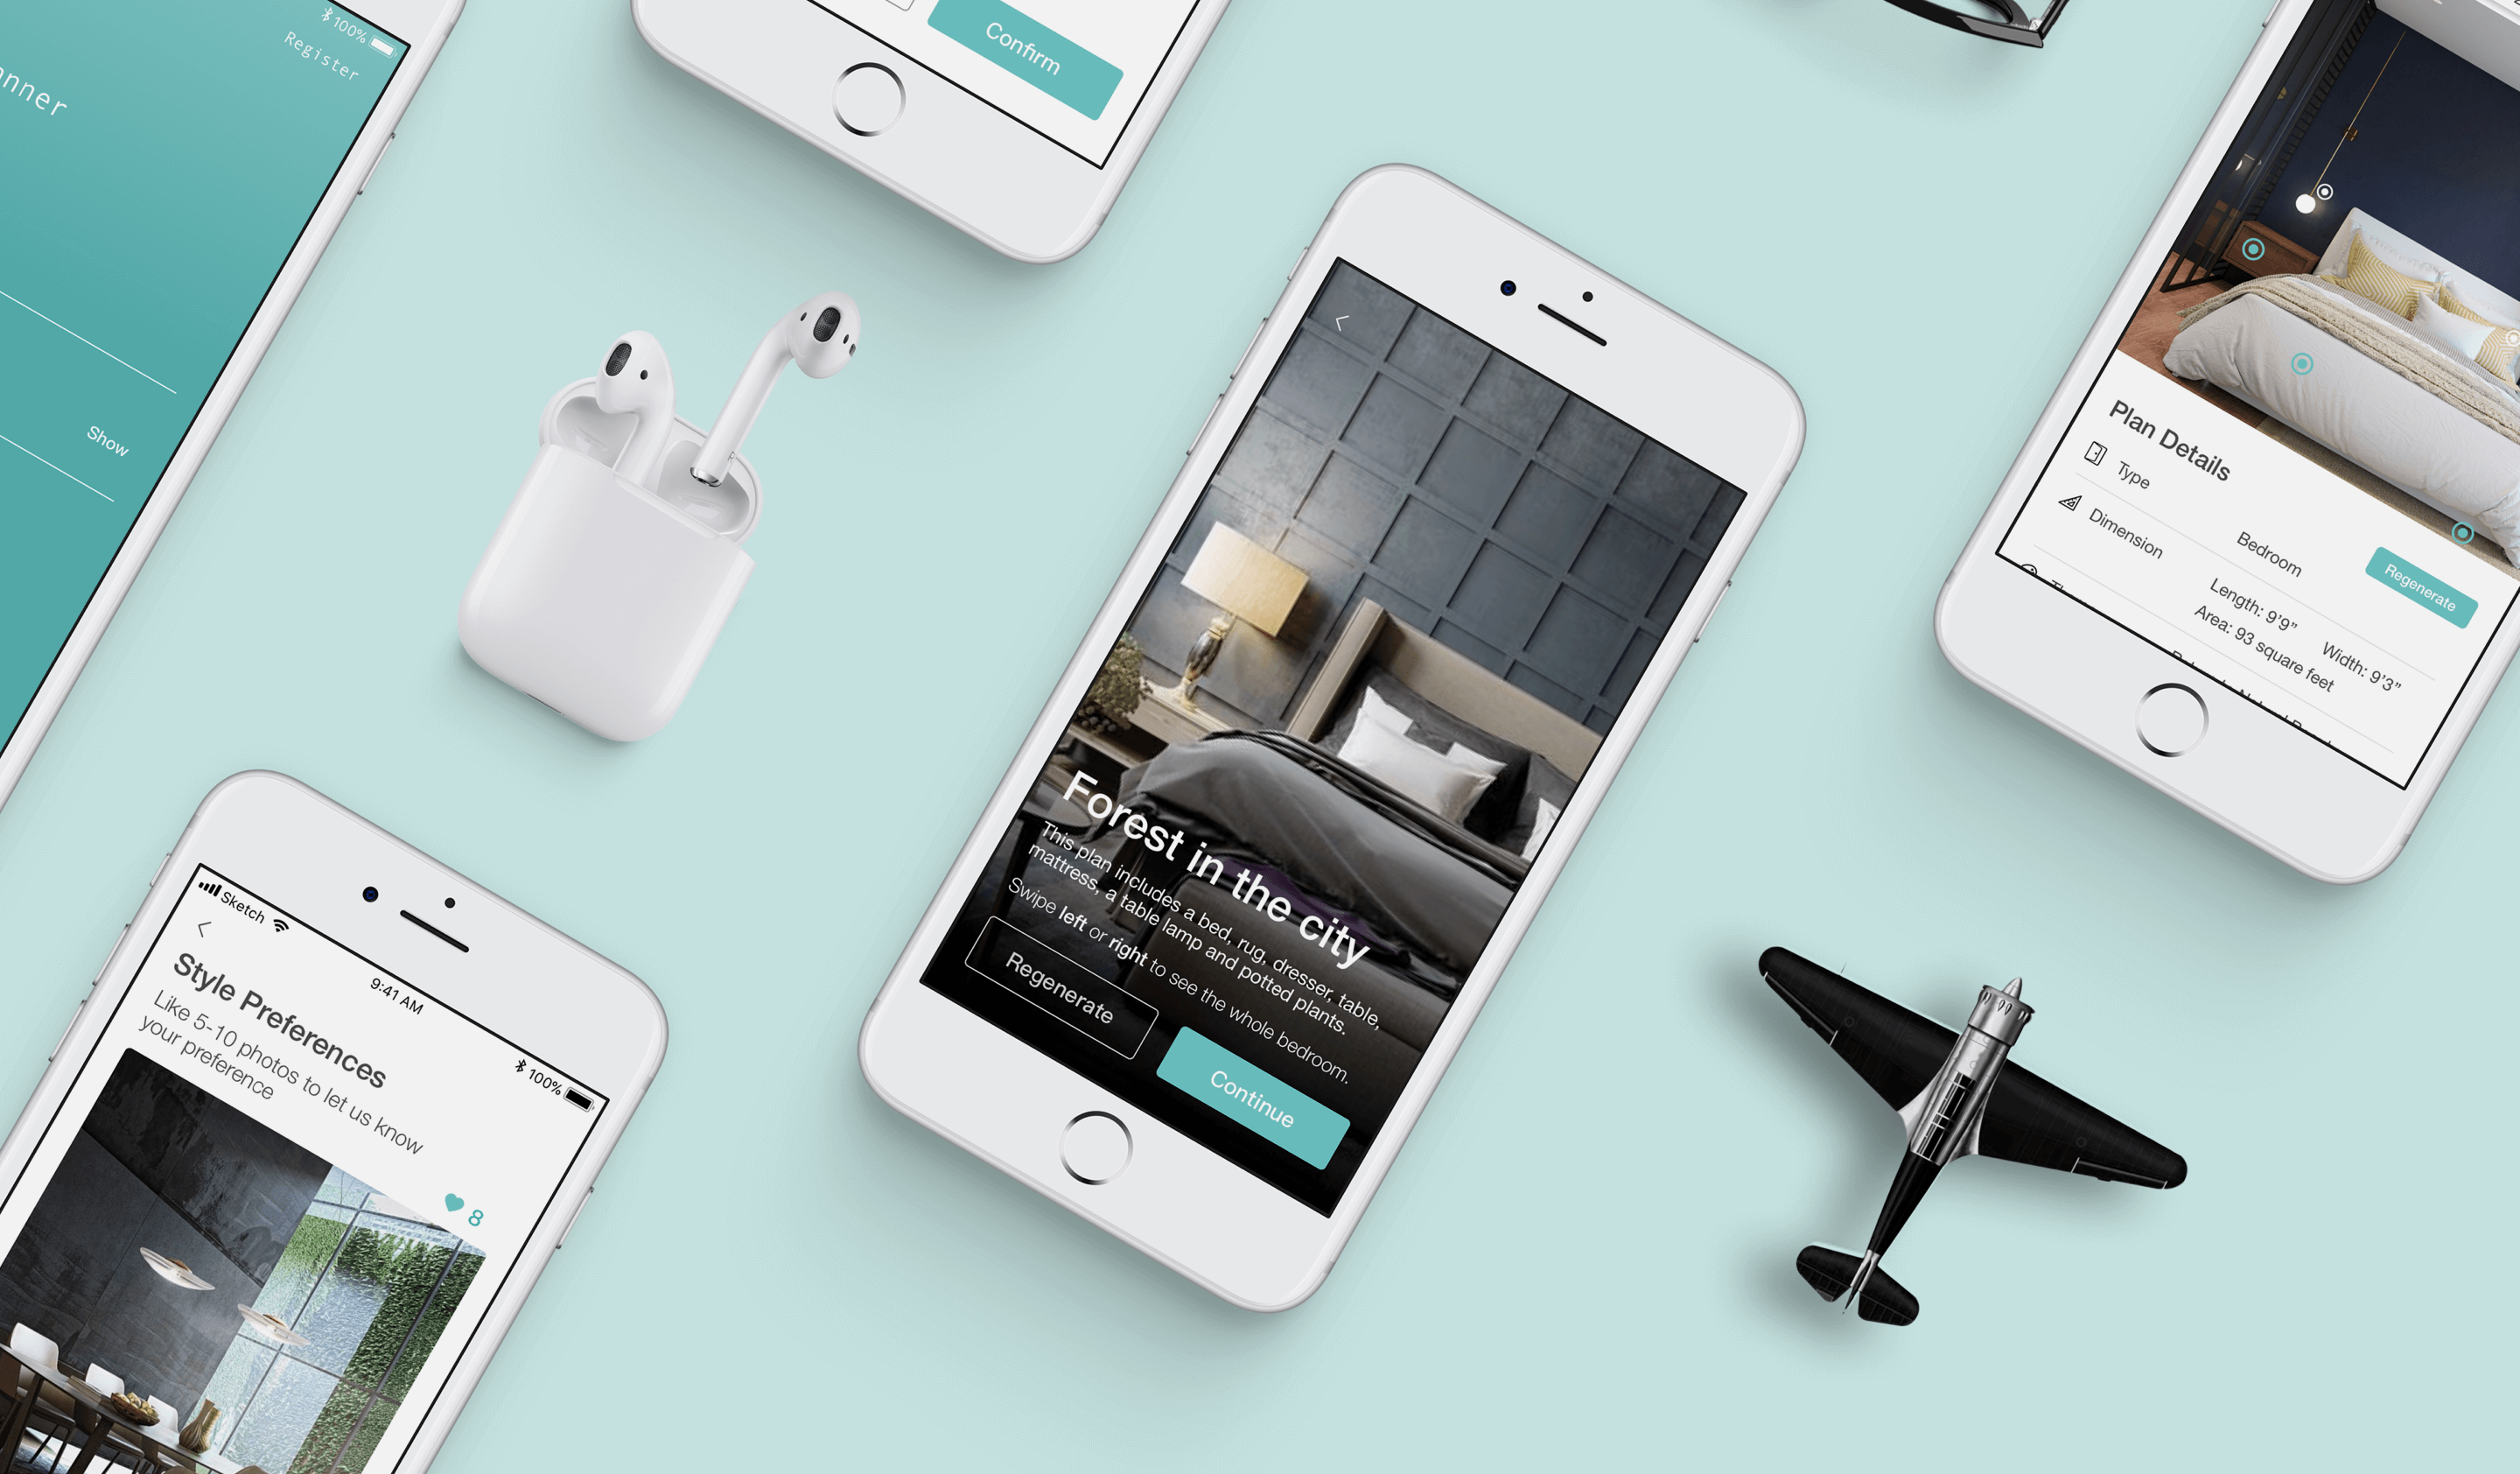 100%
Register
Show
Confirm
Sketch
9:41 AM
100%
Style Preferences
Like 5-10 photos to let us know
your preference
8
Forest in the city
This plan includes a bed, rug, dresser, table,
mattress, a table lamp and potted plants.
Swipe left or right to see the whole bedroom.
Regenerate
Continue
Plan Details
Type
Bedroom
Regenerate
Dimension
Length: 9'9” Width: 9'3”
Area: 93 square feet